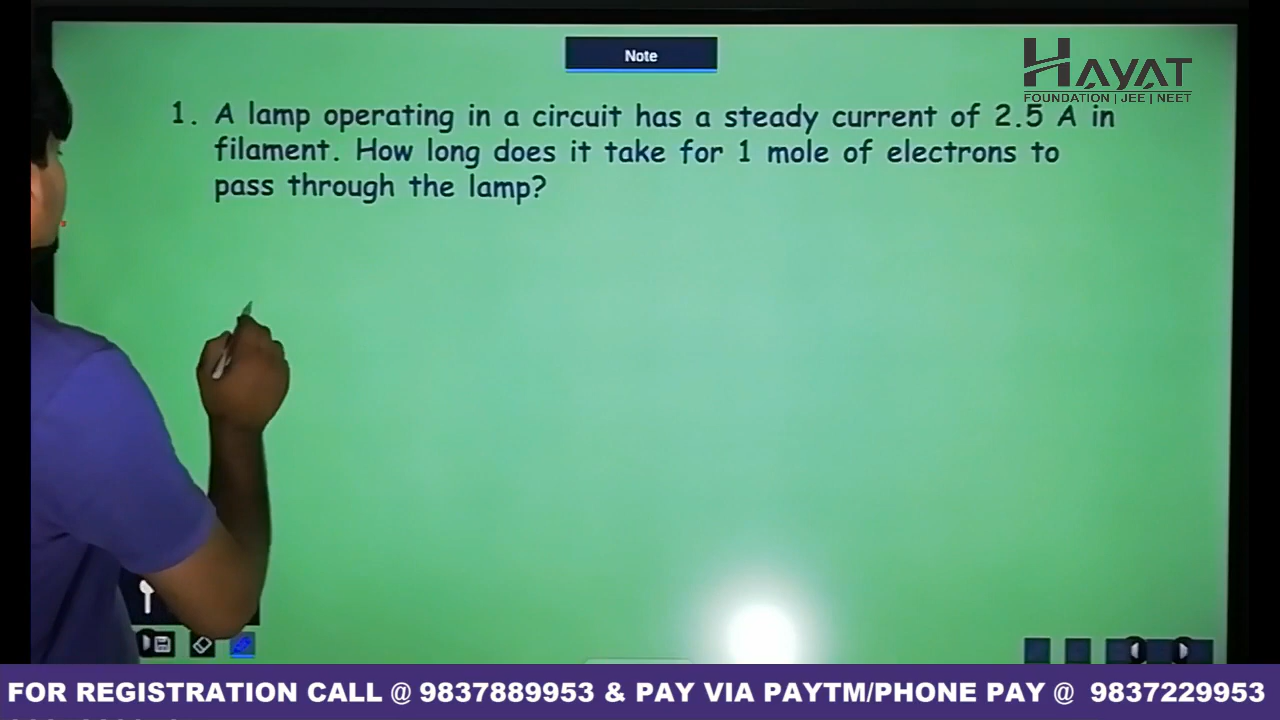 Note
HAYAT
FOUNDATION | JEE | NEET
1. A lamp operating in a circuit has a steady current of 2.5 A in
filament. How long does it take for 1 mole of electrons to
pass through the lamp?
FOR REGISTRATION CALL @ 9837889953 & PAY VIA PAYTM/PHONE PAY @ 9837229953